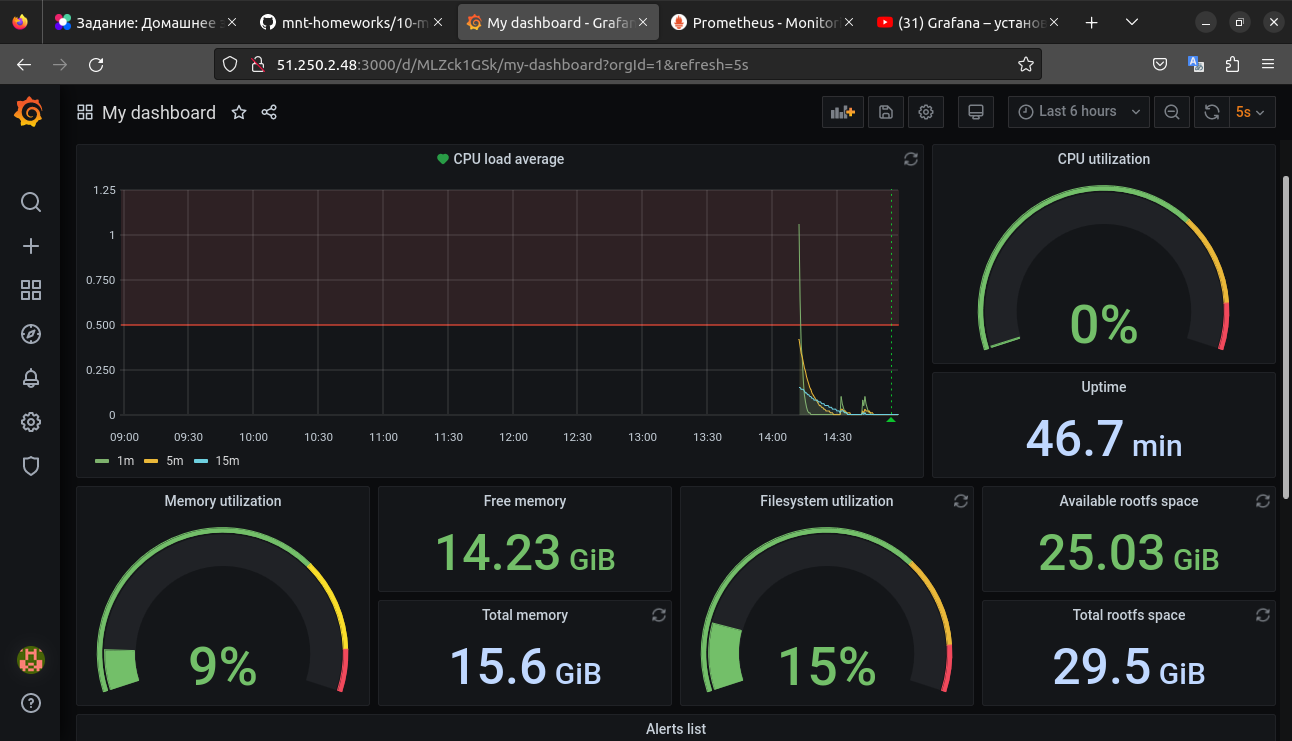 Задание: Домашнее з
mnt-homeworks/10-m
My dashboard - Grafan
Prometheus - Monitor
(31) Grafana – установ
51.250.2.48:3000/d/MLZck1GSk/my-dashboard?orgId=1&refresh=5s
My dashboard
Last 6 hours
5s
CPU load average
1.25
1
0.750
0.500
0.250
0
09:00 09:30 10:00 10:30 11:00 11:30 12:00 12:30 13:00 13:30 14:00 14:30
1m 5m 15m
CPU utilization
0%
Uptime
46.7 min
Memory utilization
9%
Free memory
14.23 GiB
Total memory
15.6 GiB
Filesystem utilization
15%
Available rootfs space
25.03 GiB
Total rootfs space
29.5 GiB
Alerts list